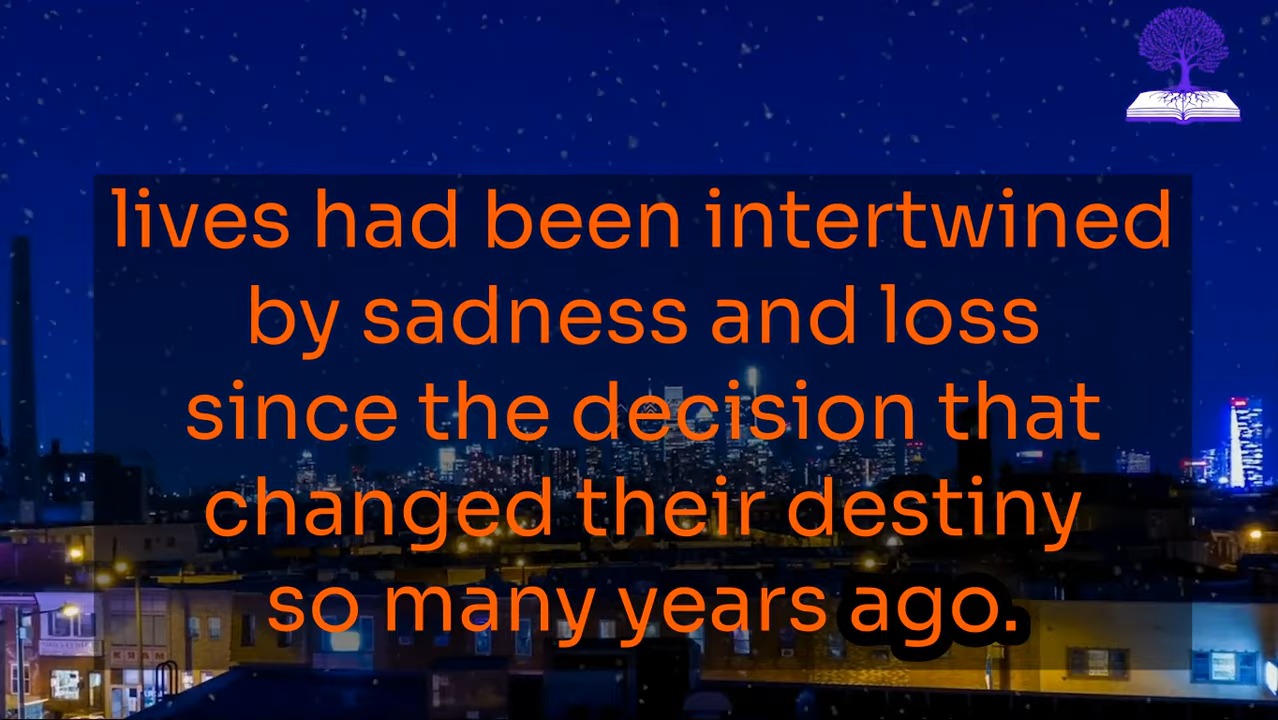 lives had been intertwined
by sadness and loss
since the decision that
changed their destiny
so many years ago.